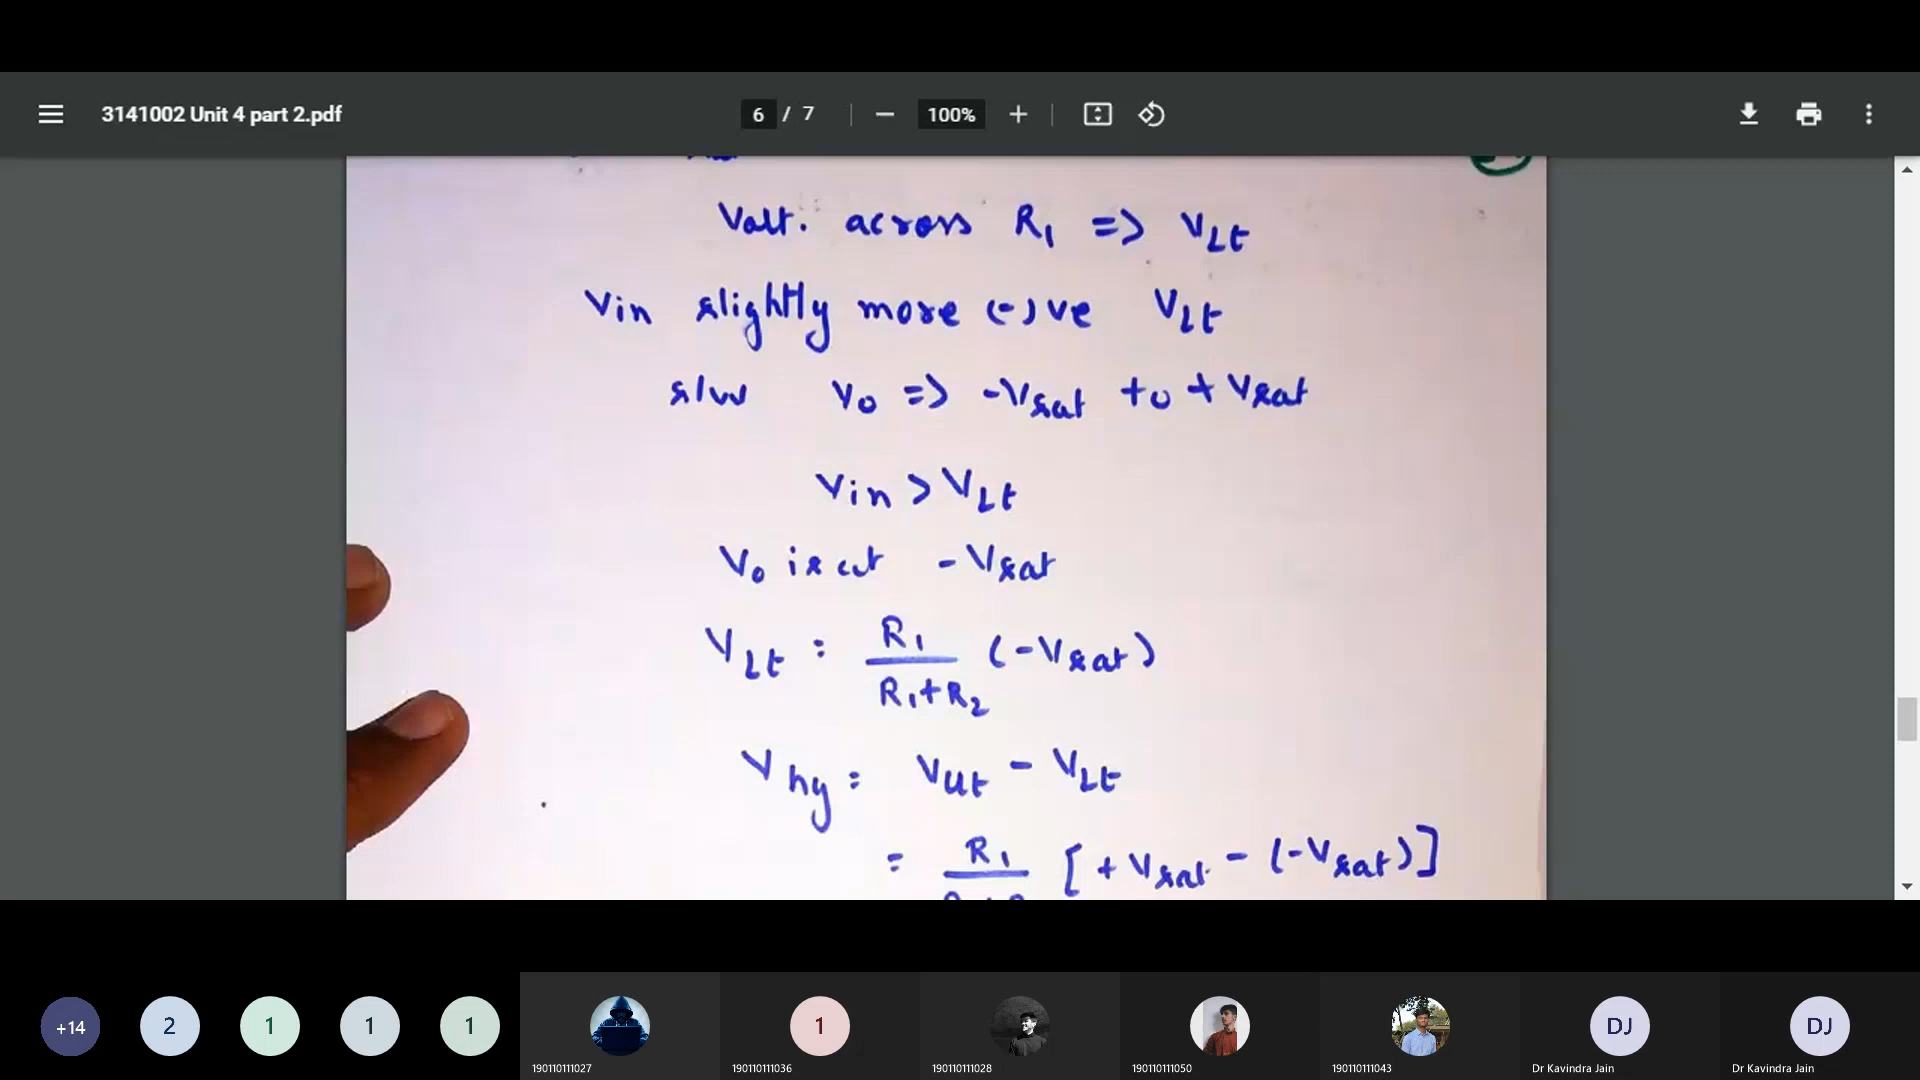 3141002 Unit 4 part 2.pdf
6 / 7
100%
Volt. across R₁ => VLt
Vin slightly more (-)ve VLt
s/w Vo => -Vsat to + Vsat
Vin > VLt
Vo is at -Vsat
VLt = R₁ / R₁+R₂ (-Vsat)
Vhy = Vut - VLt
= R₁ [+Vsat - (-Vsat)]
+14
2
1
1
1
1
DJ
DJ
190110111027
190110111036
190110111028
190110111050
190110111043
Dr Kavindra Jain
Dr Kavindra Jain